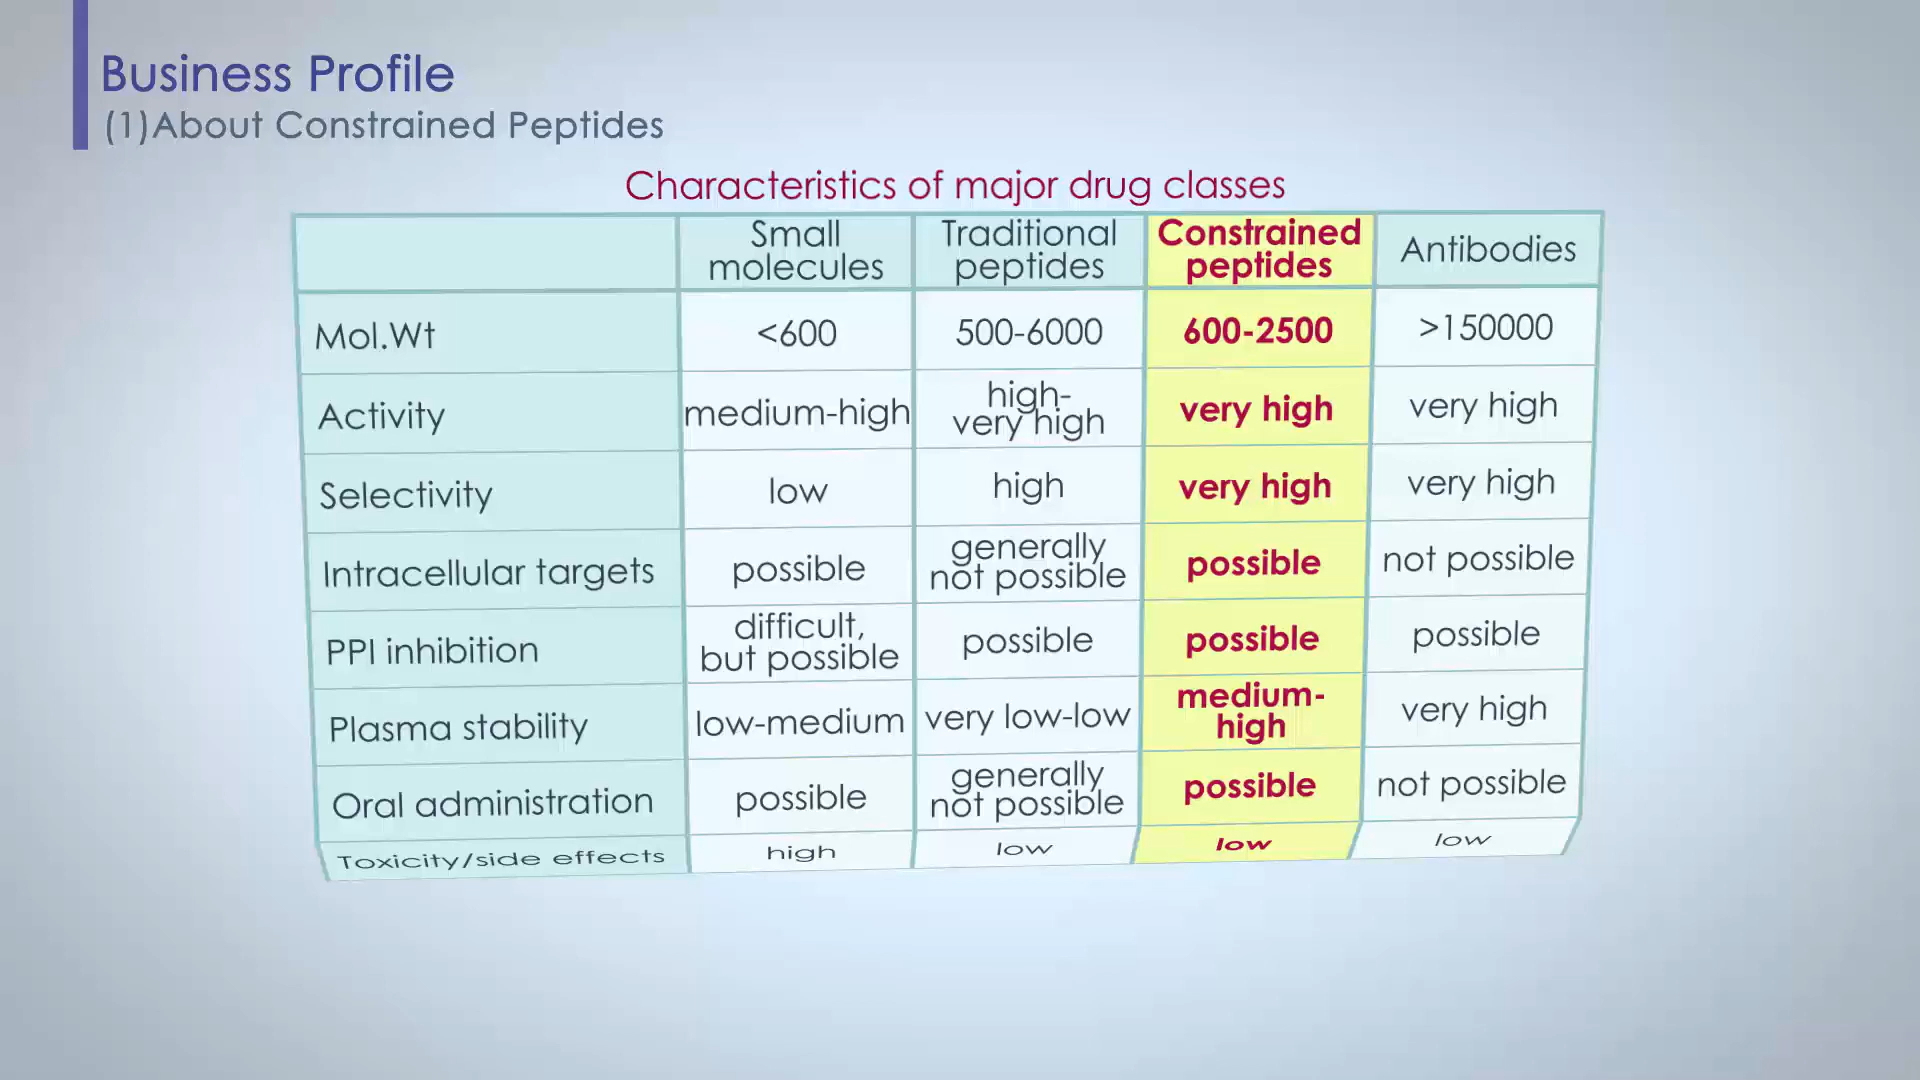 Business Profile
(1)About Constrained Peptides
Characteristics of major drug classes
Small molecules Traditional peptides Constrained peptides Antibodies
Mol.Wt <600 500-6000 600-2500 >150000
Activity medium-high high-very high very high very high
Selectivity low high very high very high
Intracellular targets possible generally not possible possible not possible
PPI inhibition difficult, but possible possible possible possible
Plasma stability low-medium very low-low medium-high very high
Oral administration possible generally not possible possible not possible
Toxicity/side effects high low low low